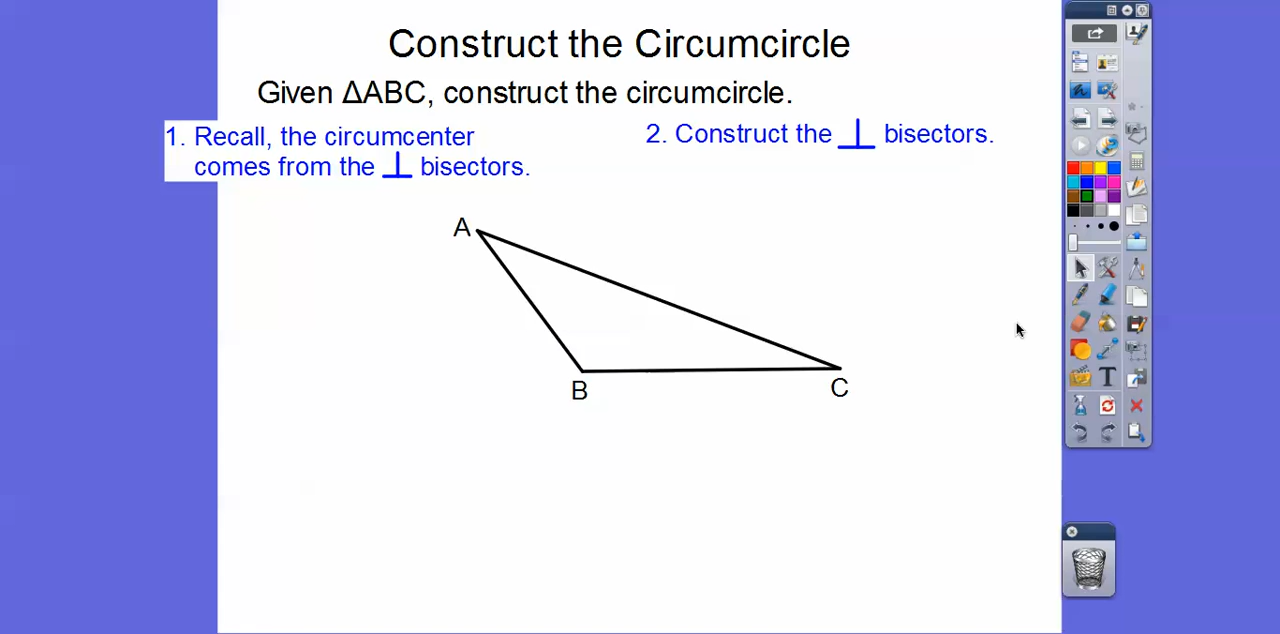 Construct the Circumcircle
Given ΔABC, construct the circumcircle.
1. Recall, the circumcenter
comes from the ⊥ bisectors.
2. Construct the ⊥ bisectors.
A
B
C